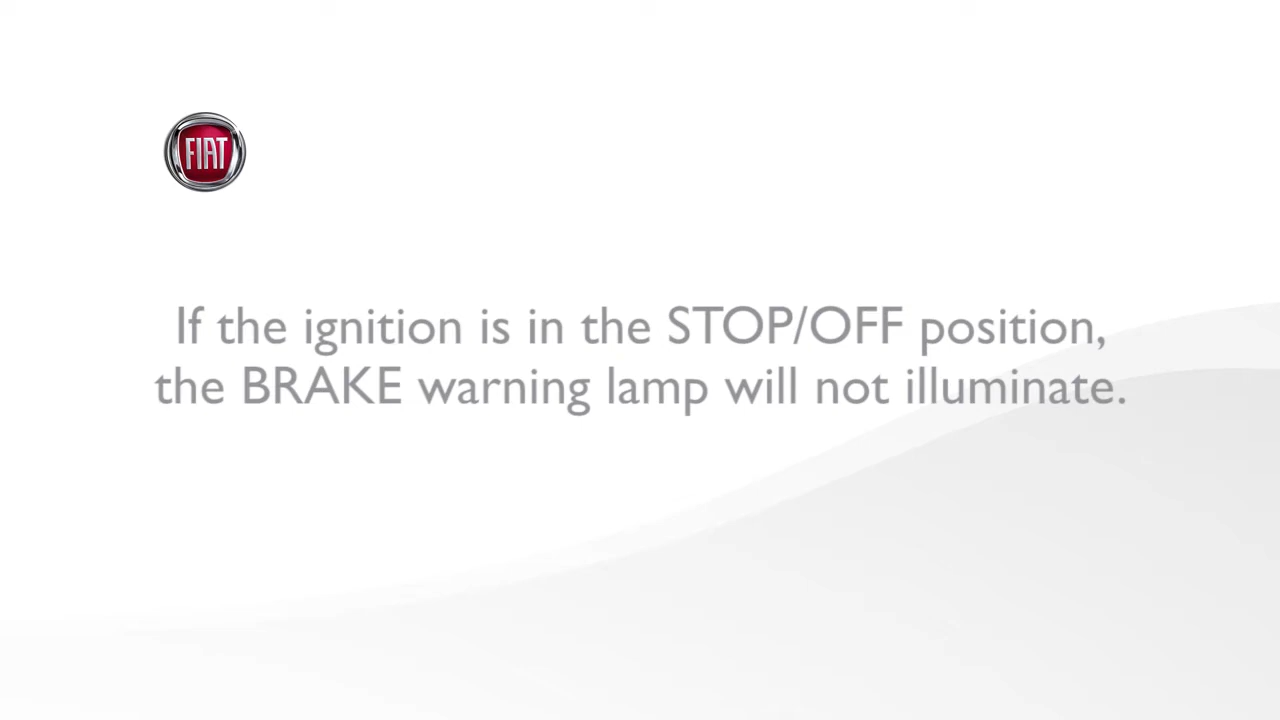 FIAT
If the ignition is in the STOP/OFF position,
the BRAKE warning lamp will not illuminate.